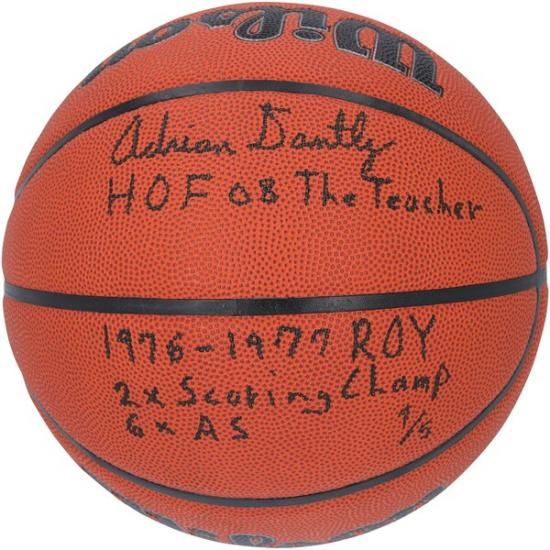 Wilson
Adrian Dantley
HOF 08 The Teacher
1976-1977 ROY
2x Scoring Champ
6x AS 1/5